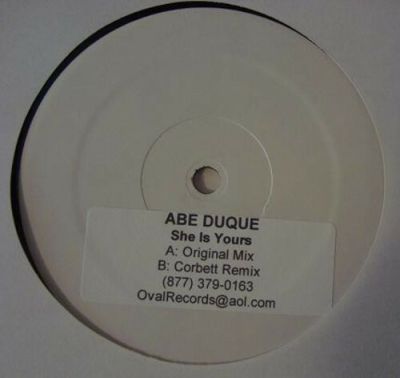 ABE DUQUE
She Is Yours
A: Original Mix
B: Corbett Remix
(877) 379-0163
OvalRecords@aol.com